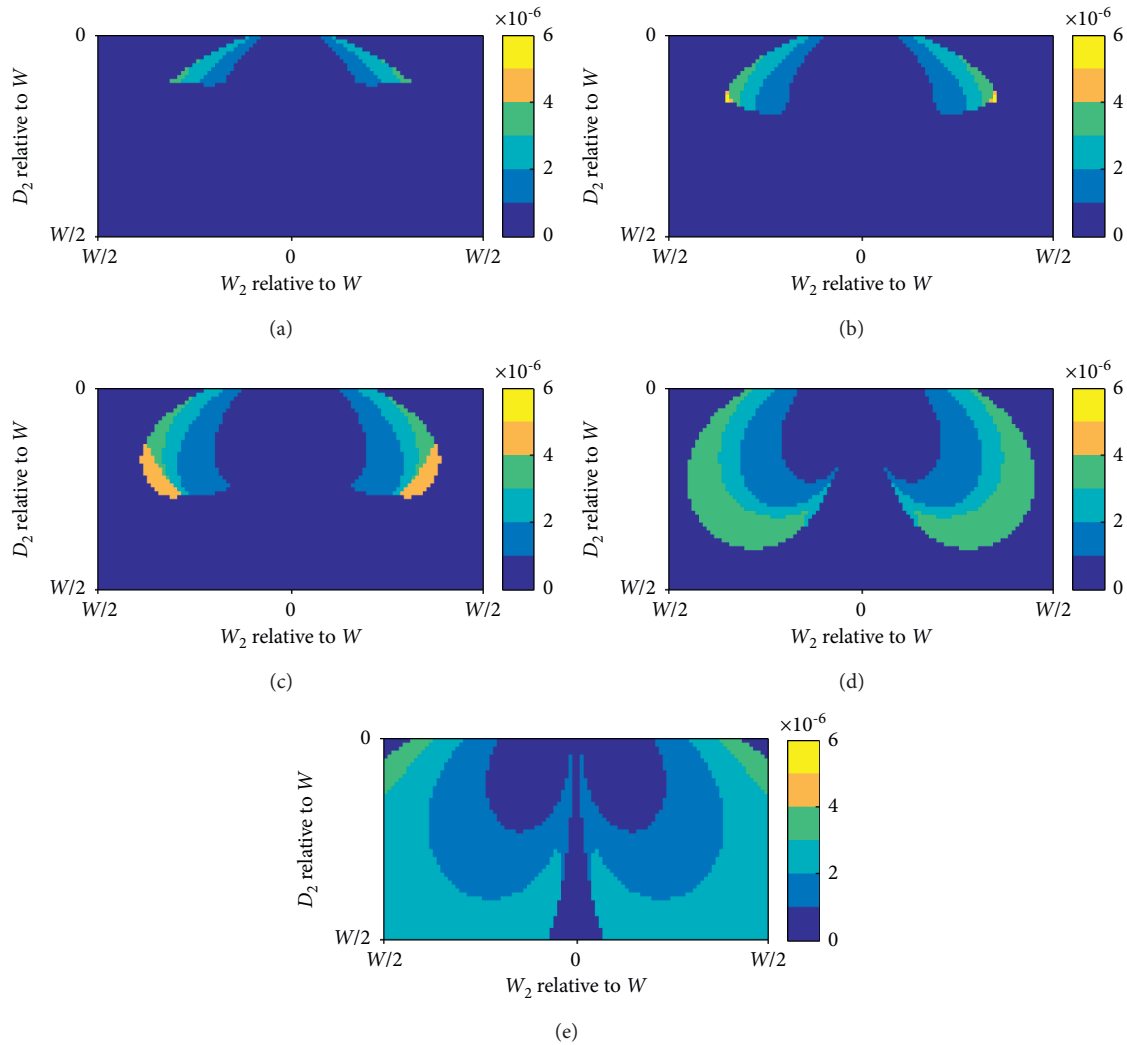 ×10-6
×10-6
0
6
0
6
D2 relative to W
4
D2 relative to W
4
2
2
W/2
0
W/2
0
W/2
0
W/2
W/2
0
W/2
W2 relative to W
W2 relative to W
(a)
(b)
×10-6
×10-6
0
6
0
6
D2 relative to W
4
D2 relative to W
4
2
2
W/2
0
W/2
0
W/2
0
W/2
W/2
0
W/2
W2 relative to W
W2 relative to W
(c)
(d)
×10-6
0
6
D2 relative to W
4
2
W/2
0
W/2
0
W/2
W2 relative to W
(e)